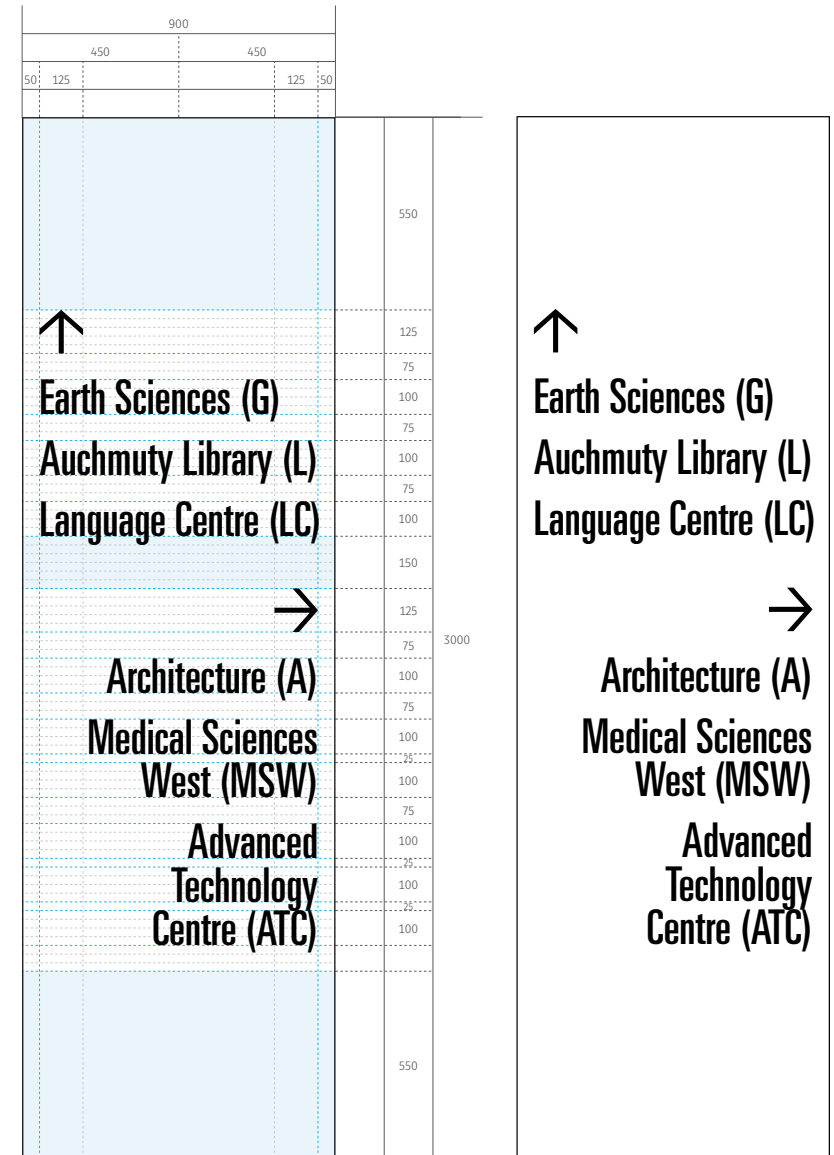 900
450 450
50 125 125 50
550
125
75
Earth Sciences (G)
100
75
Auchmuty Library (L)
100
75
Language Centre (LC)
100
150
125
75
3000
Architecture (A)
100
75
Medical Sciences
100
25
West (MSW)
100
75
Advanced
100
25
Technology
100
25
Centre (ATC)
100
550
Earth Sciences (G)
Auchmuty Library (L)
Language Centre (LC)
Architecture (A)
Medical Sciences
West (MSW)
Advanced
Technology
Centre (ATC)